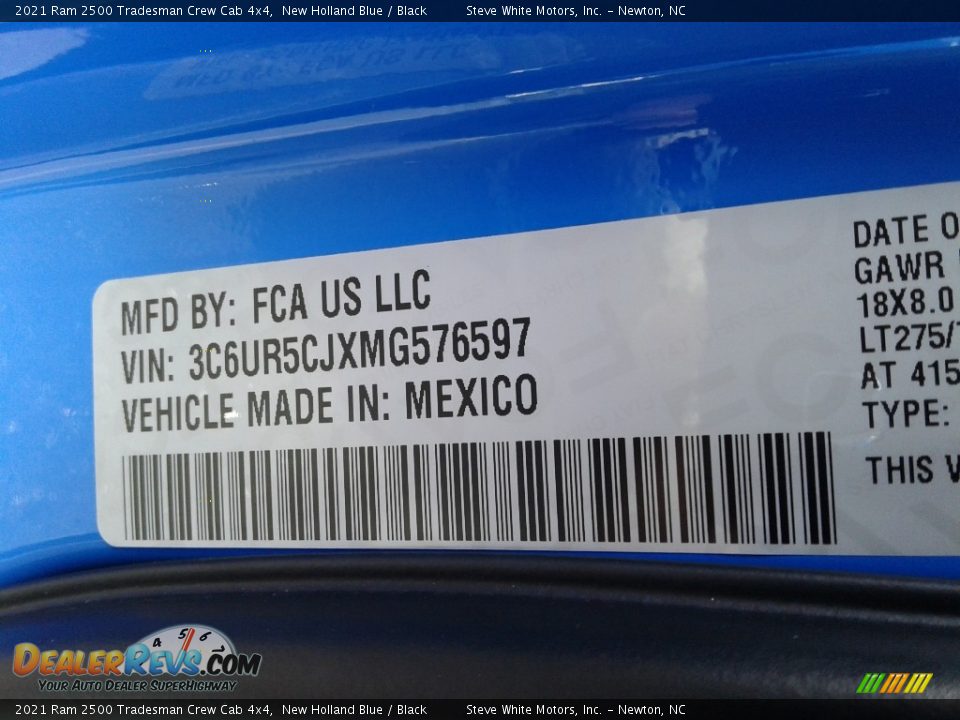 2021 Ram 2500 Tradesman Crew Cab 4x4, New Holland Blue / Black Steve White Motors, Inc. - Newton, NC
MFD BY: FCA US LLC
VIN: 3C6UR5CJXMG576597
VEHICLE MADE IN: MEXICO
DATE O
GAWR
18X8.0
LT275/
AT 415
TYPE:
THIS
4 5 6
DEALERREVS.COM
YOUR AUTO DEALER SUPERHIGHWAY
2021 Ram 2500 Tradesman Crew Cab 4x4, New Holland Blue / Black Steve White Motors, Inc. - Newton, NC